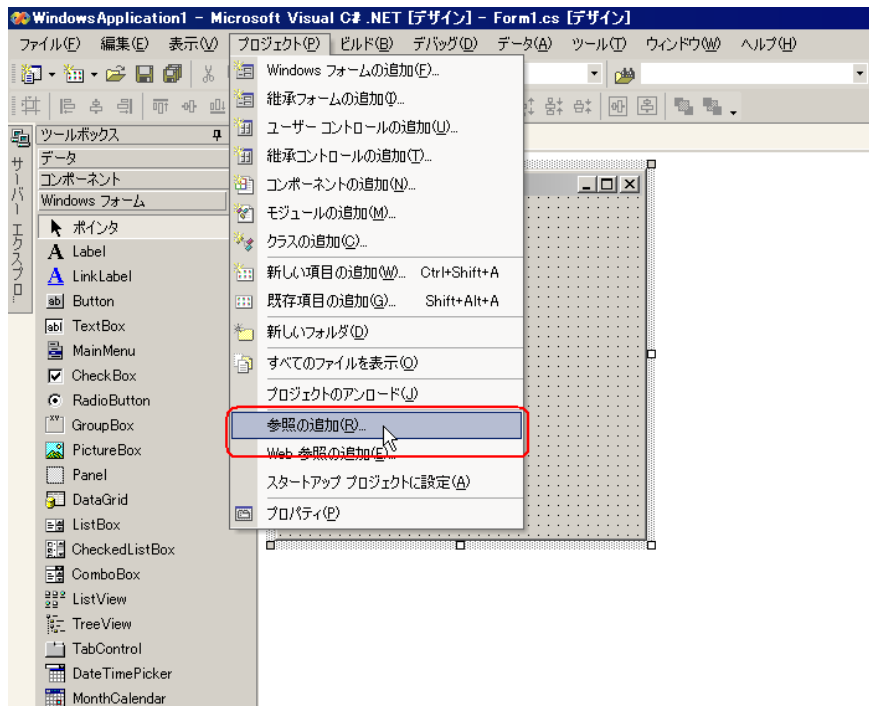 WindowsApplication1 - Microsoft Visual C# .NET [デザイン] - Form1.cs [デザイン]
ファイル(F) 編集(E) 表示(V) プロジェクト(P) ビルド(B) デバッグ(D) データ(A) ツール(T) ウィンドウ(W) ヘルプ(H)
Windows フォームの追加(F)...
継承フォームの追加(I)...
ユーザー コントロールの追加(U)...
継承コントロールの追加(T)...
コンポーネントの追加(N)...
モジュールの追加(M)...
クラスの追加(C)...
新しい項目の追加(W)... Ctrl+Shift+A
既存項目の追加(G)... Shift+Alt+A
新しいフォルダ(D)
すべてのファイルを表示(O)
プロジェクトのアンロード(J)
参照の追加(R)...
Web 参照の追加(E)...
スタートアップ プロジェクトに設定(A)
プロパティ(P)
サーバー エクスプロ
ツールボックス
データ
コンポーネント
Windows フォーム
ポインタ
A Label
A LinkLabel
ab Button
abl TextBox
MainMenu
CheckBox
RadioButton
GroupBox
PictureBox
Panel
DataGrid
ListBox
CheckedListBox
ComboBox
ListView
TreeView
TabControl
DateTimePicker
MonthCalendar